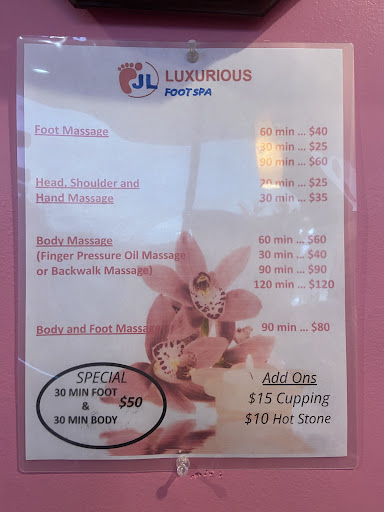 JL LUXURIOUS
FOOT SPA
Foot Massage 60 min ... $40
30 min ... $25
90 min ... $60
Head, Shoulder and 20 min ... $25
Hand Massage 30 min ... $35
Body Massage 60 min ... $60
(Finger Pressure Oil Massage 30 min ... $40
or Backwalk Massage) 90 min ... $90
120 min ... $120
Body and Foot Massage 90 min ... $80
SPECIAL
30 MIN FOOT
& $50
30 MIN BODY
Add Ons
$15 Cupping
$10 Hot Stone